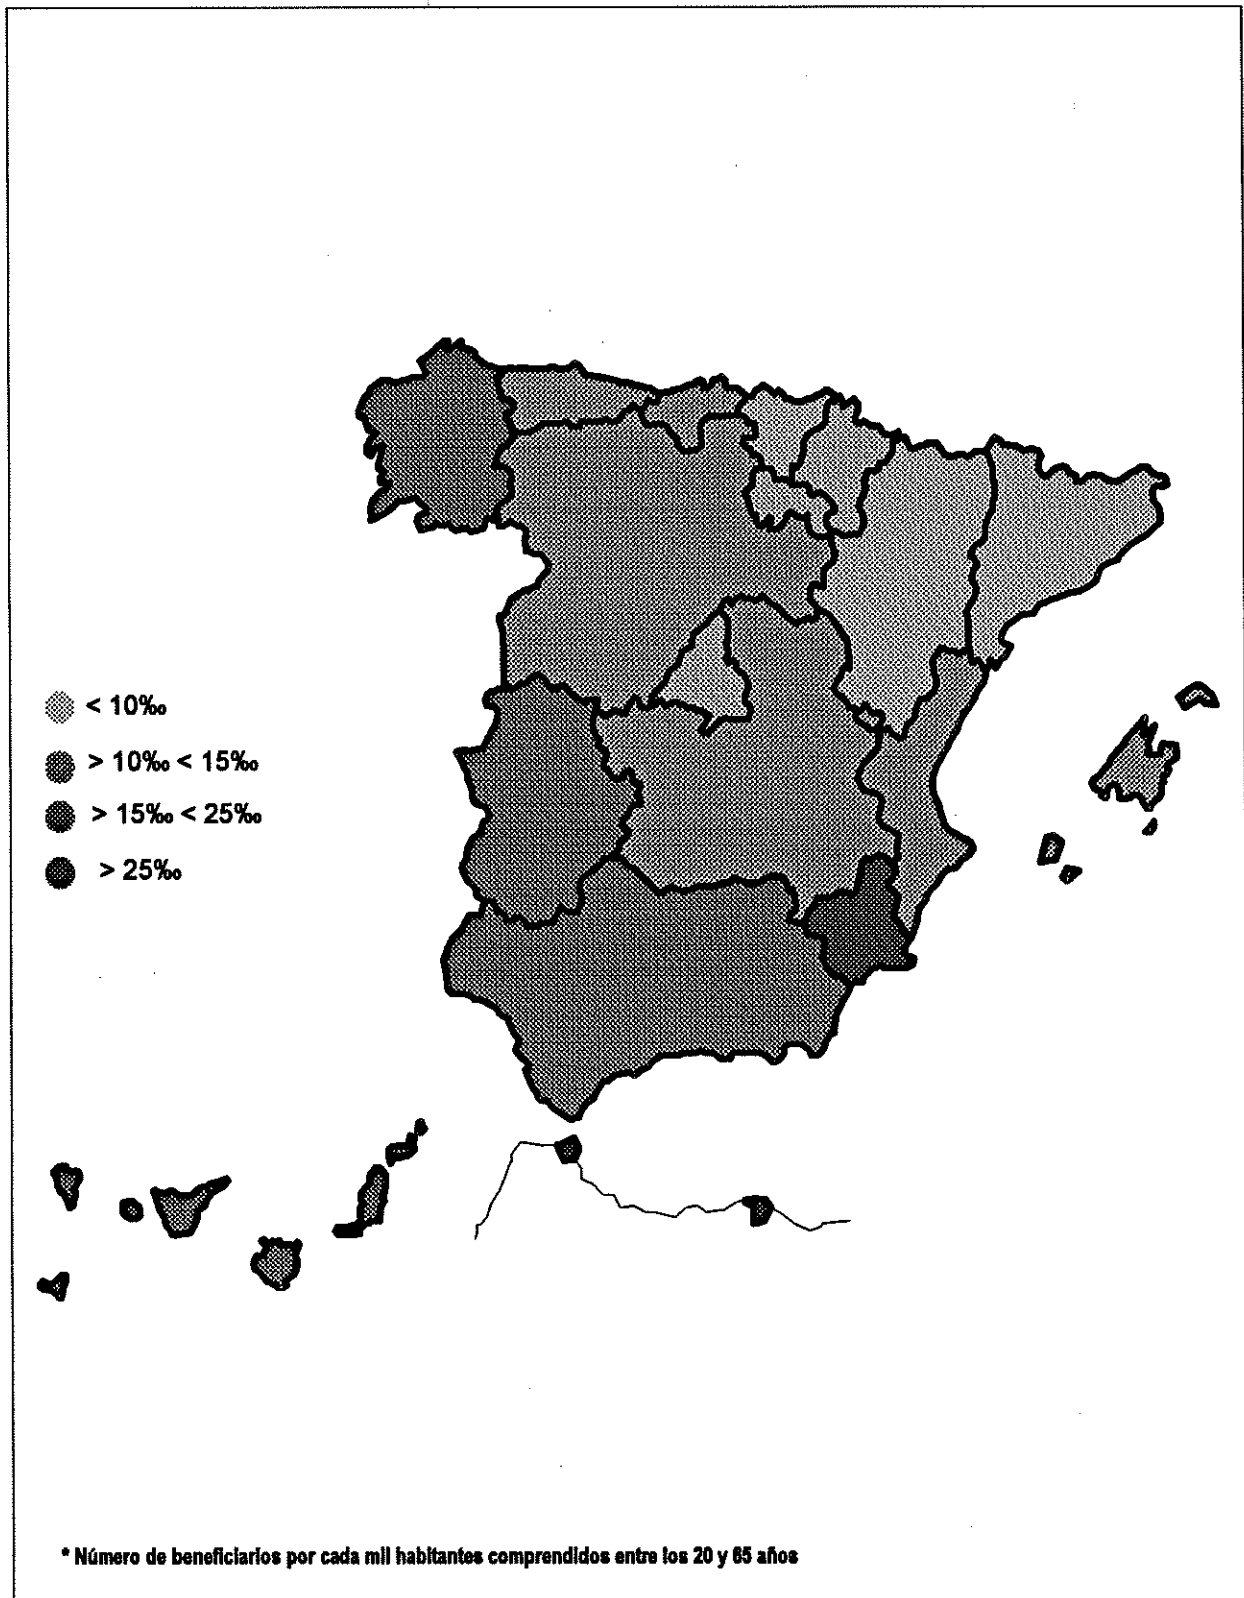 < 10‰
> 10‰ < 15‰
> 15‰ < 25‰
> 25‰
* Número de beneficiarios por cada mil habitantes comprendidos entre los 20 y 65 años